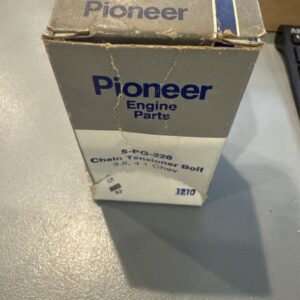 Pioneer
Pioneer
Engine
Parts
5-PG-226
Chain Tensioner Bolt
3.8, 4.1 Chev
1210